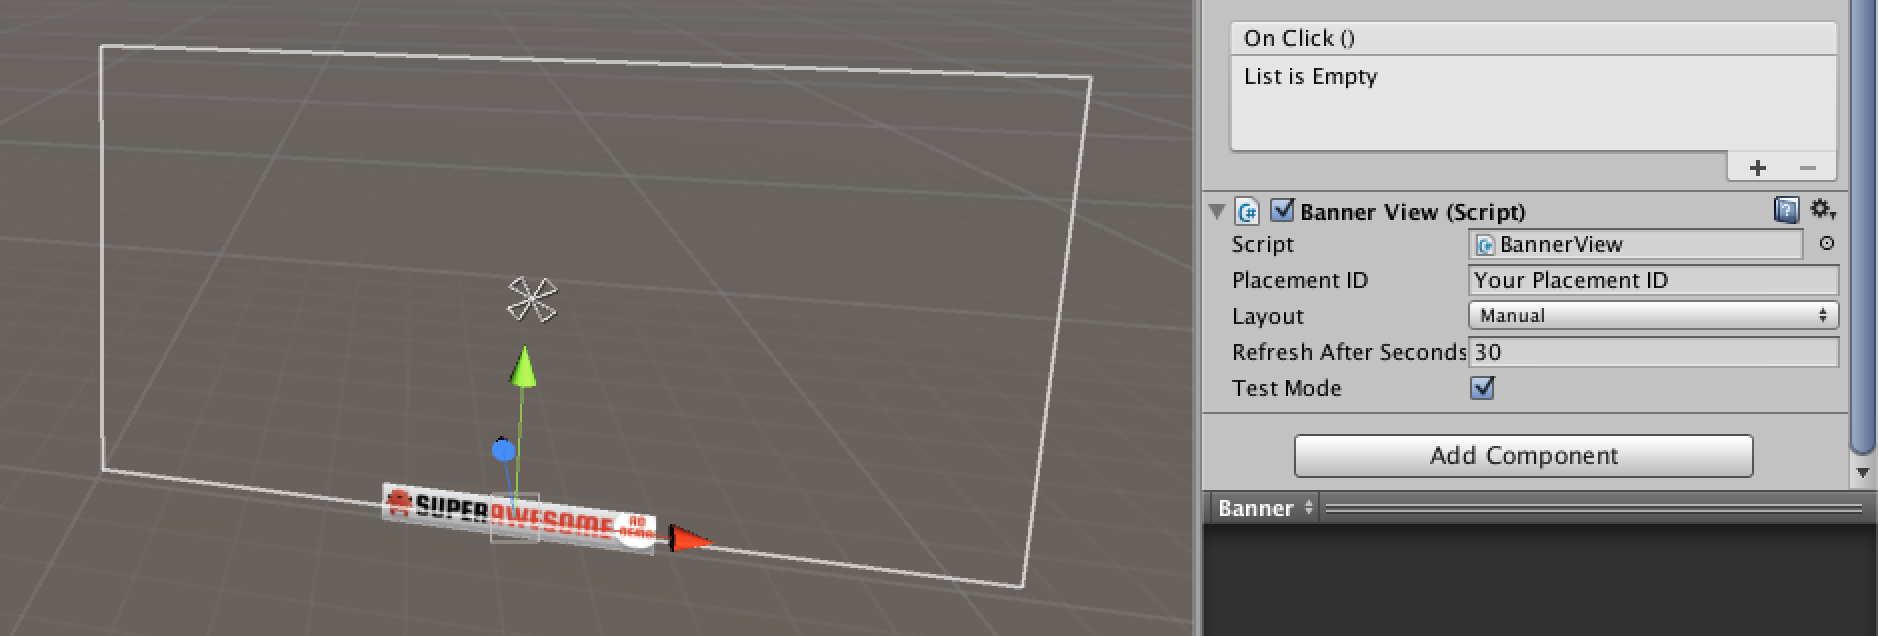 On Click ()
List is Empty
+ −
C# Banner View (Script) ?
Script BannerView
Placement ID Your Placement ID
Layout Manual
Refresh After Seconds 30
Test Mode
Add Component
Banner
SUPERAWESOME AD DEMO